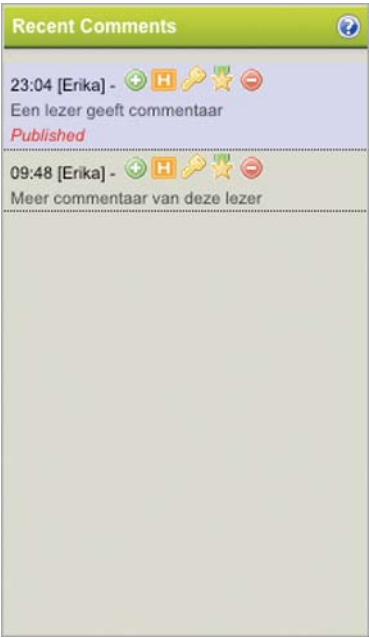 Recent Comments ?
23:04 [Erika] - H
Een lezer geeft commentaar
Published
09:48 [Erika] - H
Meer commentaar van deze lezer